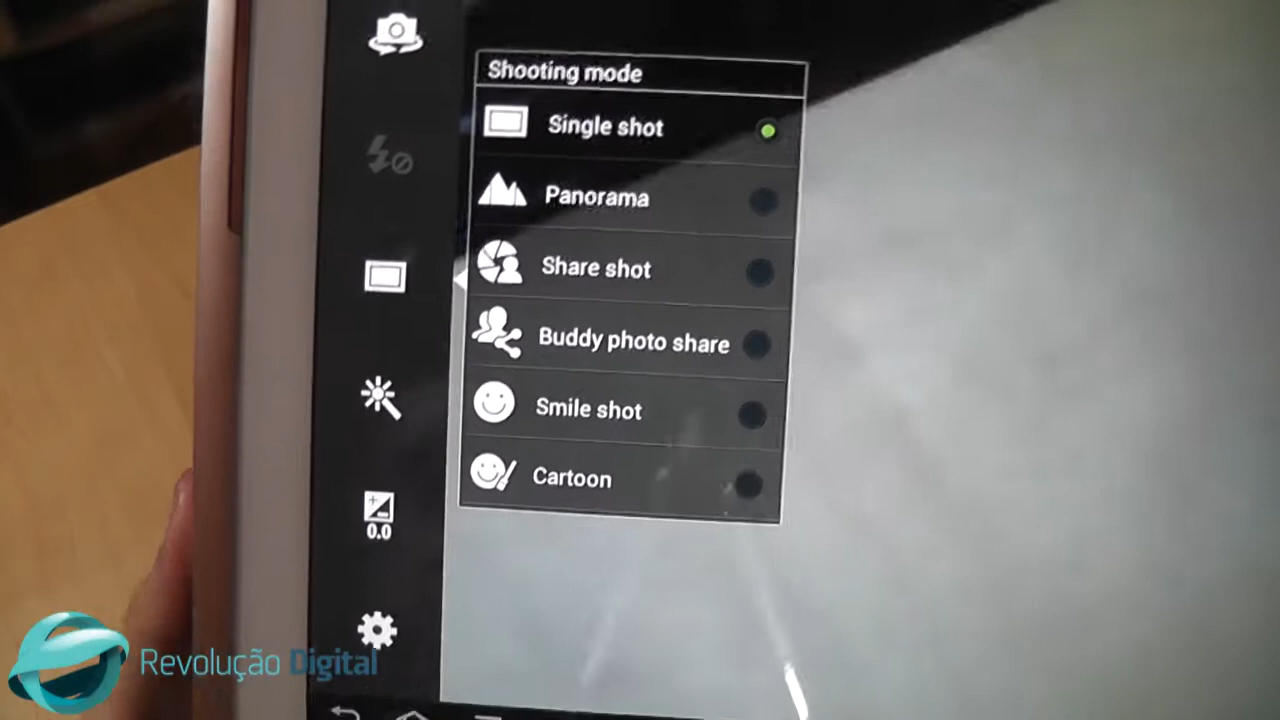 Shooting mode
Single shot
Panorama
Share shot
Buddy photo share
Smile shot
Cartoon
0.0
Revolução Digital